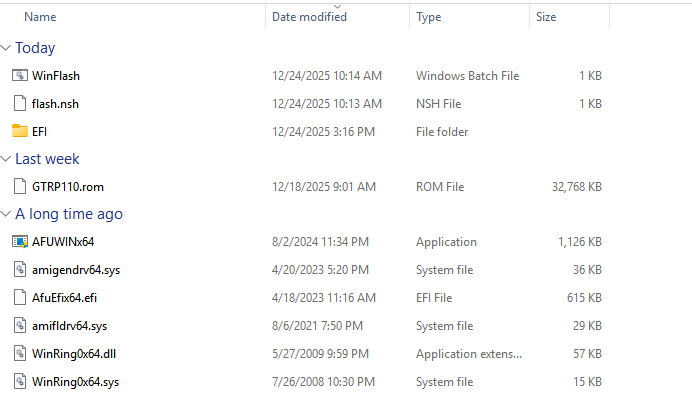 Name Date modified Type Size
Today
WinFlash 12/24/2025 10:14 AM Windows Batch File 1 KB
flash.nsh 12/24/2025 10:13 AM NSH File 1 KB
EFI 12/24/2025 3:16 PM File folder
Last week
GTRP110.rom 12/18/2025 9:01 AM ROM File 32,768 KB
A long time ago
AFUWINx64 8/2/2024 11:34 PM Application 1,126 KB
amigendrv64.sys 4/20/2023 5:20 PM System file 36 KB
AfuEfix64.efi 4/18/2023 11:16 AM EFI File 615 KB
amifldrv64.sys 8/6/2021 7:50 PM System file 29 KB
WinRing0x64.dll 5/27/2009 9:59 PM Application extens... 57 KB
WinRing0x64.sys 7/26/2008 10:30 PM System file 15 KB